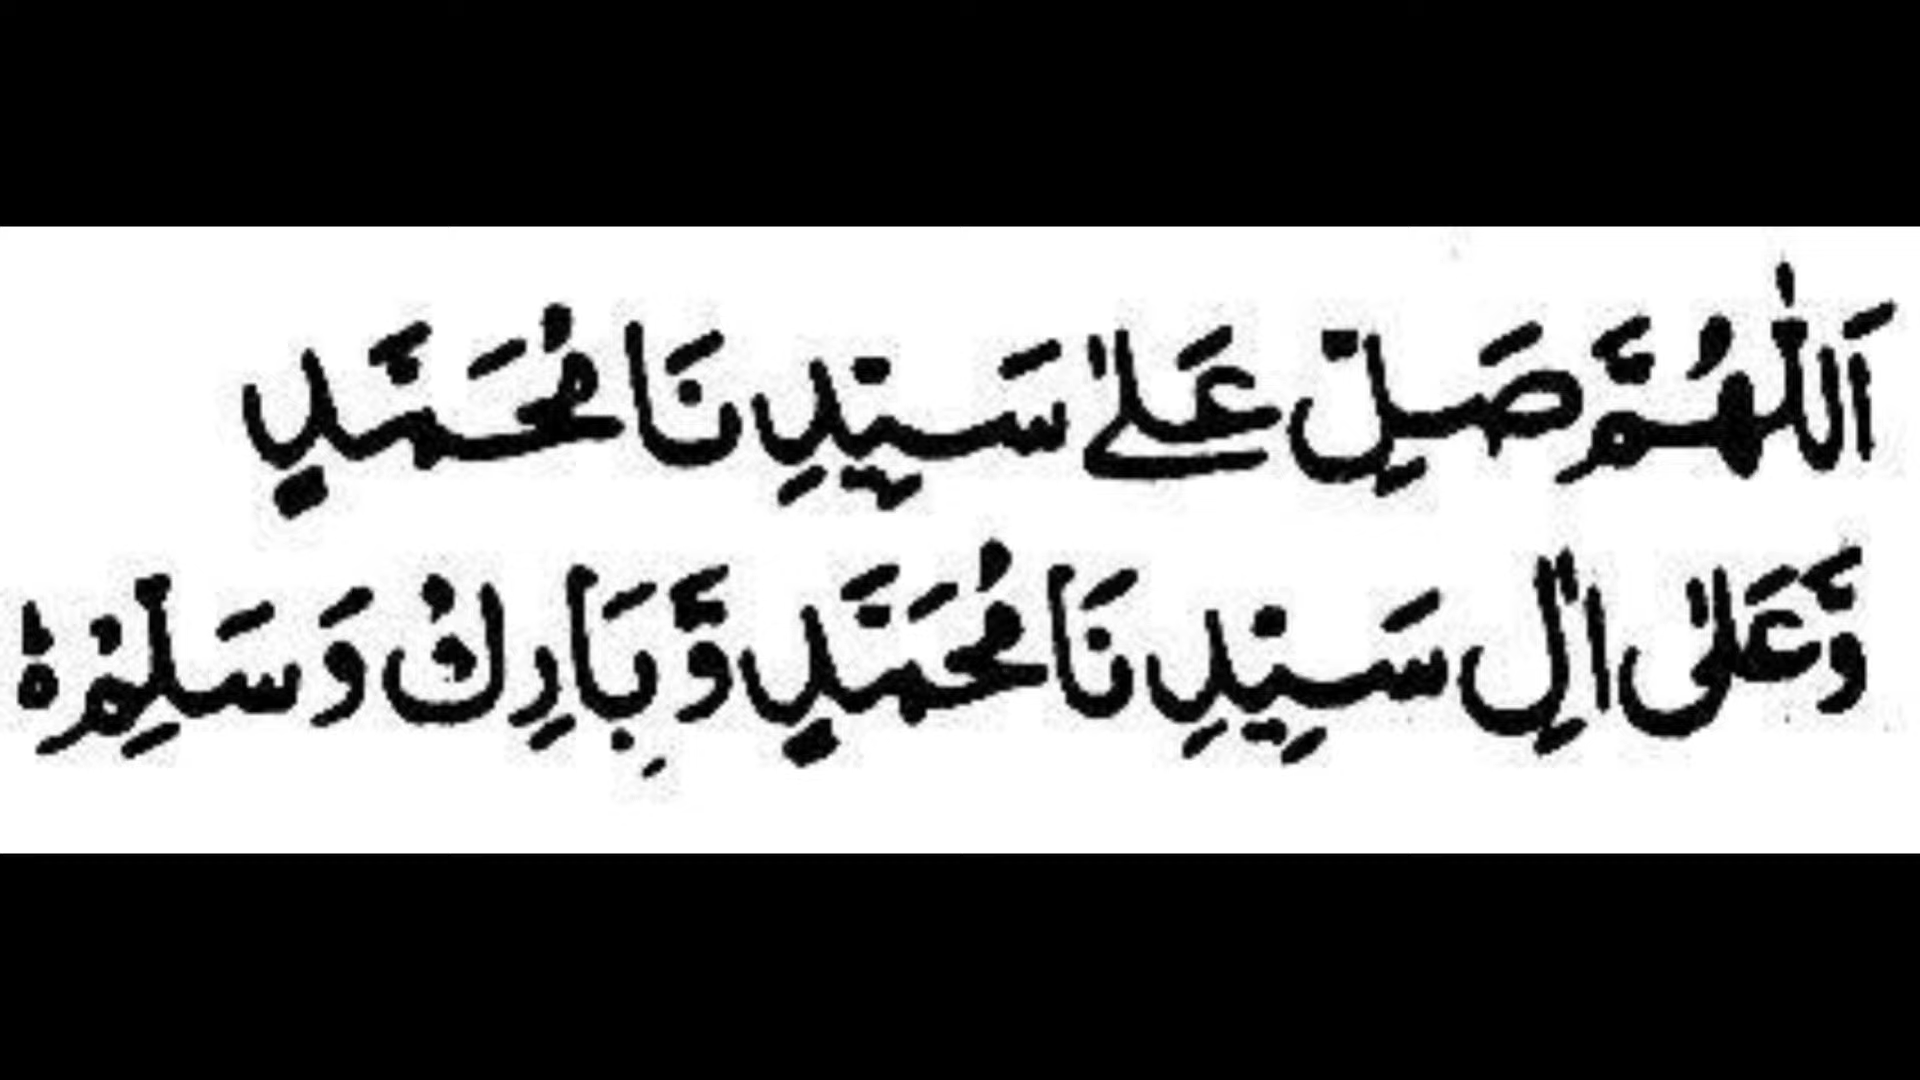 اَللّٰهُمَّ صَلِّ عَلٰے سَيِّدِنَا مُحَمَّدٍ
وَّعَلٰى اٰلِ سَيِّدِنَا مُحَمَّدٍ وَّبَارِكْ وَسَلِّمْ ةٗ